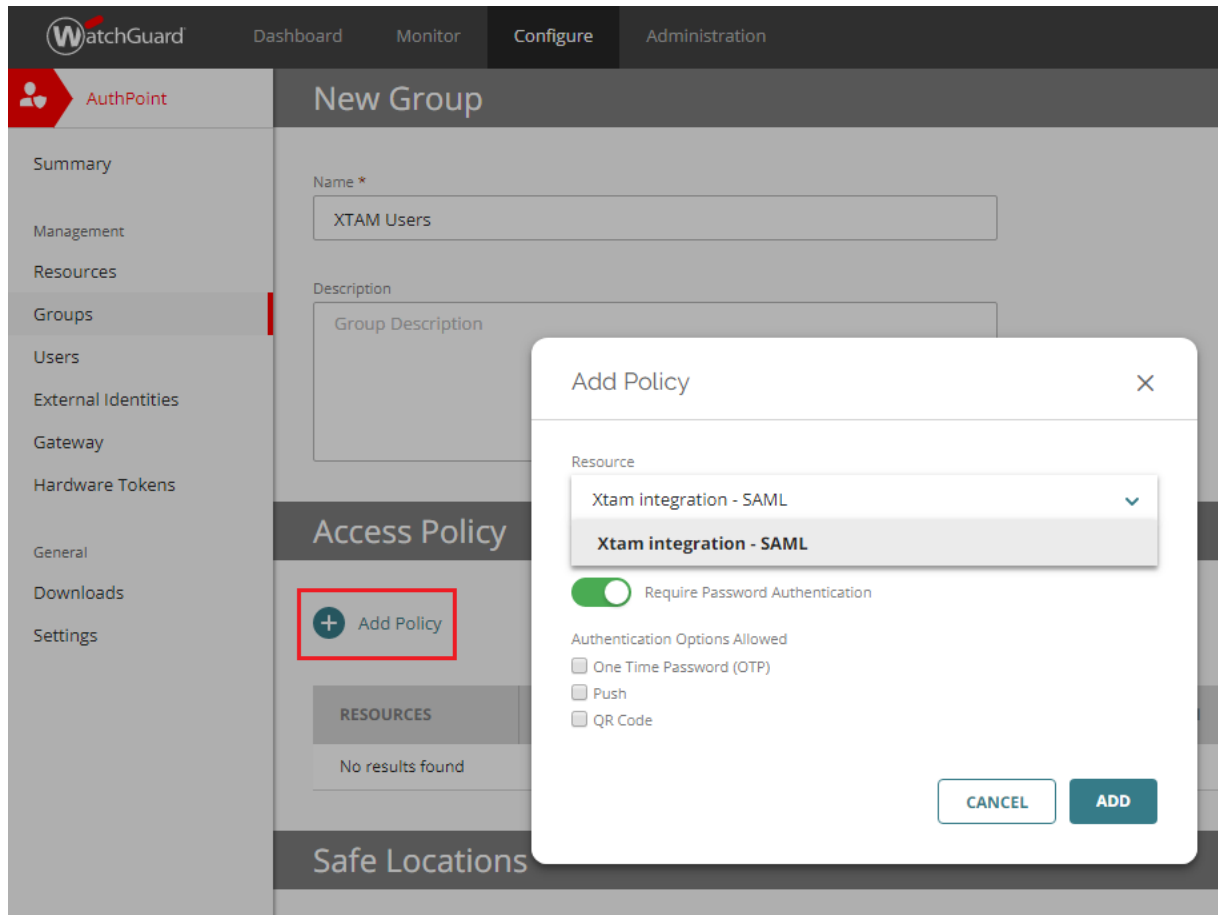 WatchGuard
Dashboard Monitor Configure Administration
AuthPoint
New Group
Summary
Management
Resources
Groups
Users
External Identities
Gateway
Hardware Tokens
General
Downloads
Settings
Name *
XTAM Users
Description
Group Description
Access Policy
Add Policy
RESOURCES
No results found
Safe Locations
Add Policy
Resource
Xtam integration - SAML
Xtam integration - SAML
Require Password Authentication
Authentication Options Allowed
One Time Password (OTP)
Push
QR Code
CANCEL ADD